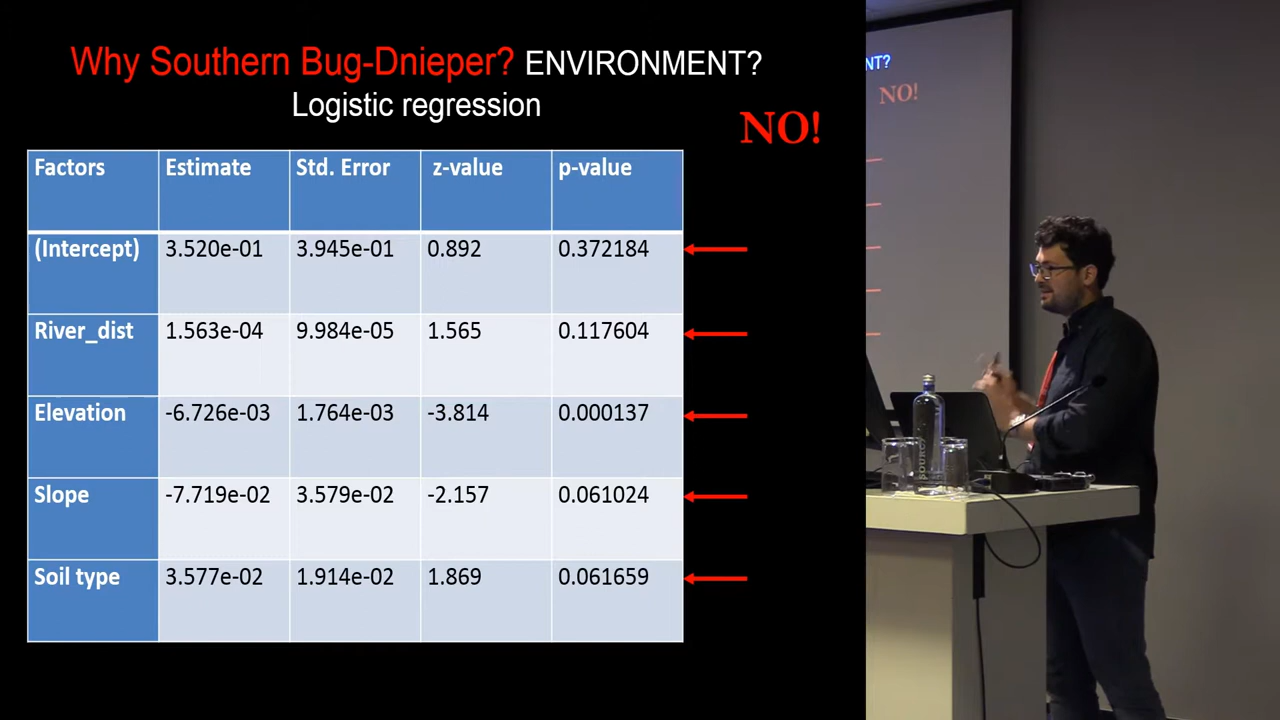 Why Southern Bug-Dnieper? ENVIRONMENT?
Logistic regression
NO!
Factors Estimate Std. Error z-value p-value
(Intercept) 3.520e-01 3.945e-01 0.892 0.372184
River_dist 1.563e-04 9.984e-05 1.565 0.117604
Elevation -6.726e-03 1.764e-03 -3.814 0.000137
Slope -7.719e-02 3.579e-02 -2.157 0.061024
Soil type 3.577e-02 1.914e-02 1.869 0.061659
NT?
NO!